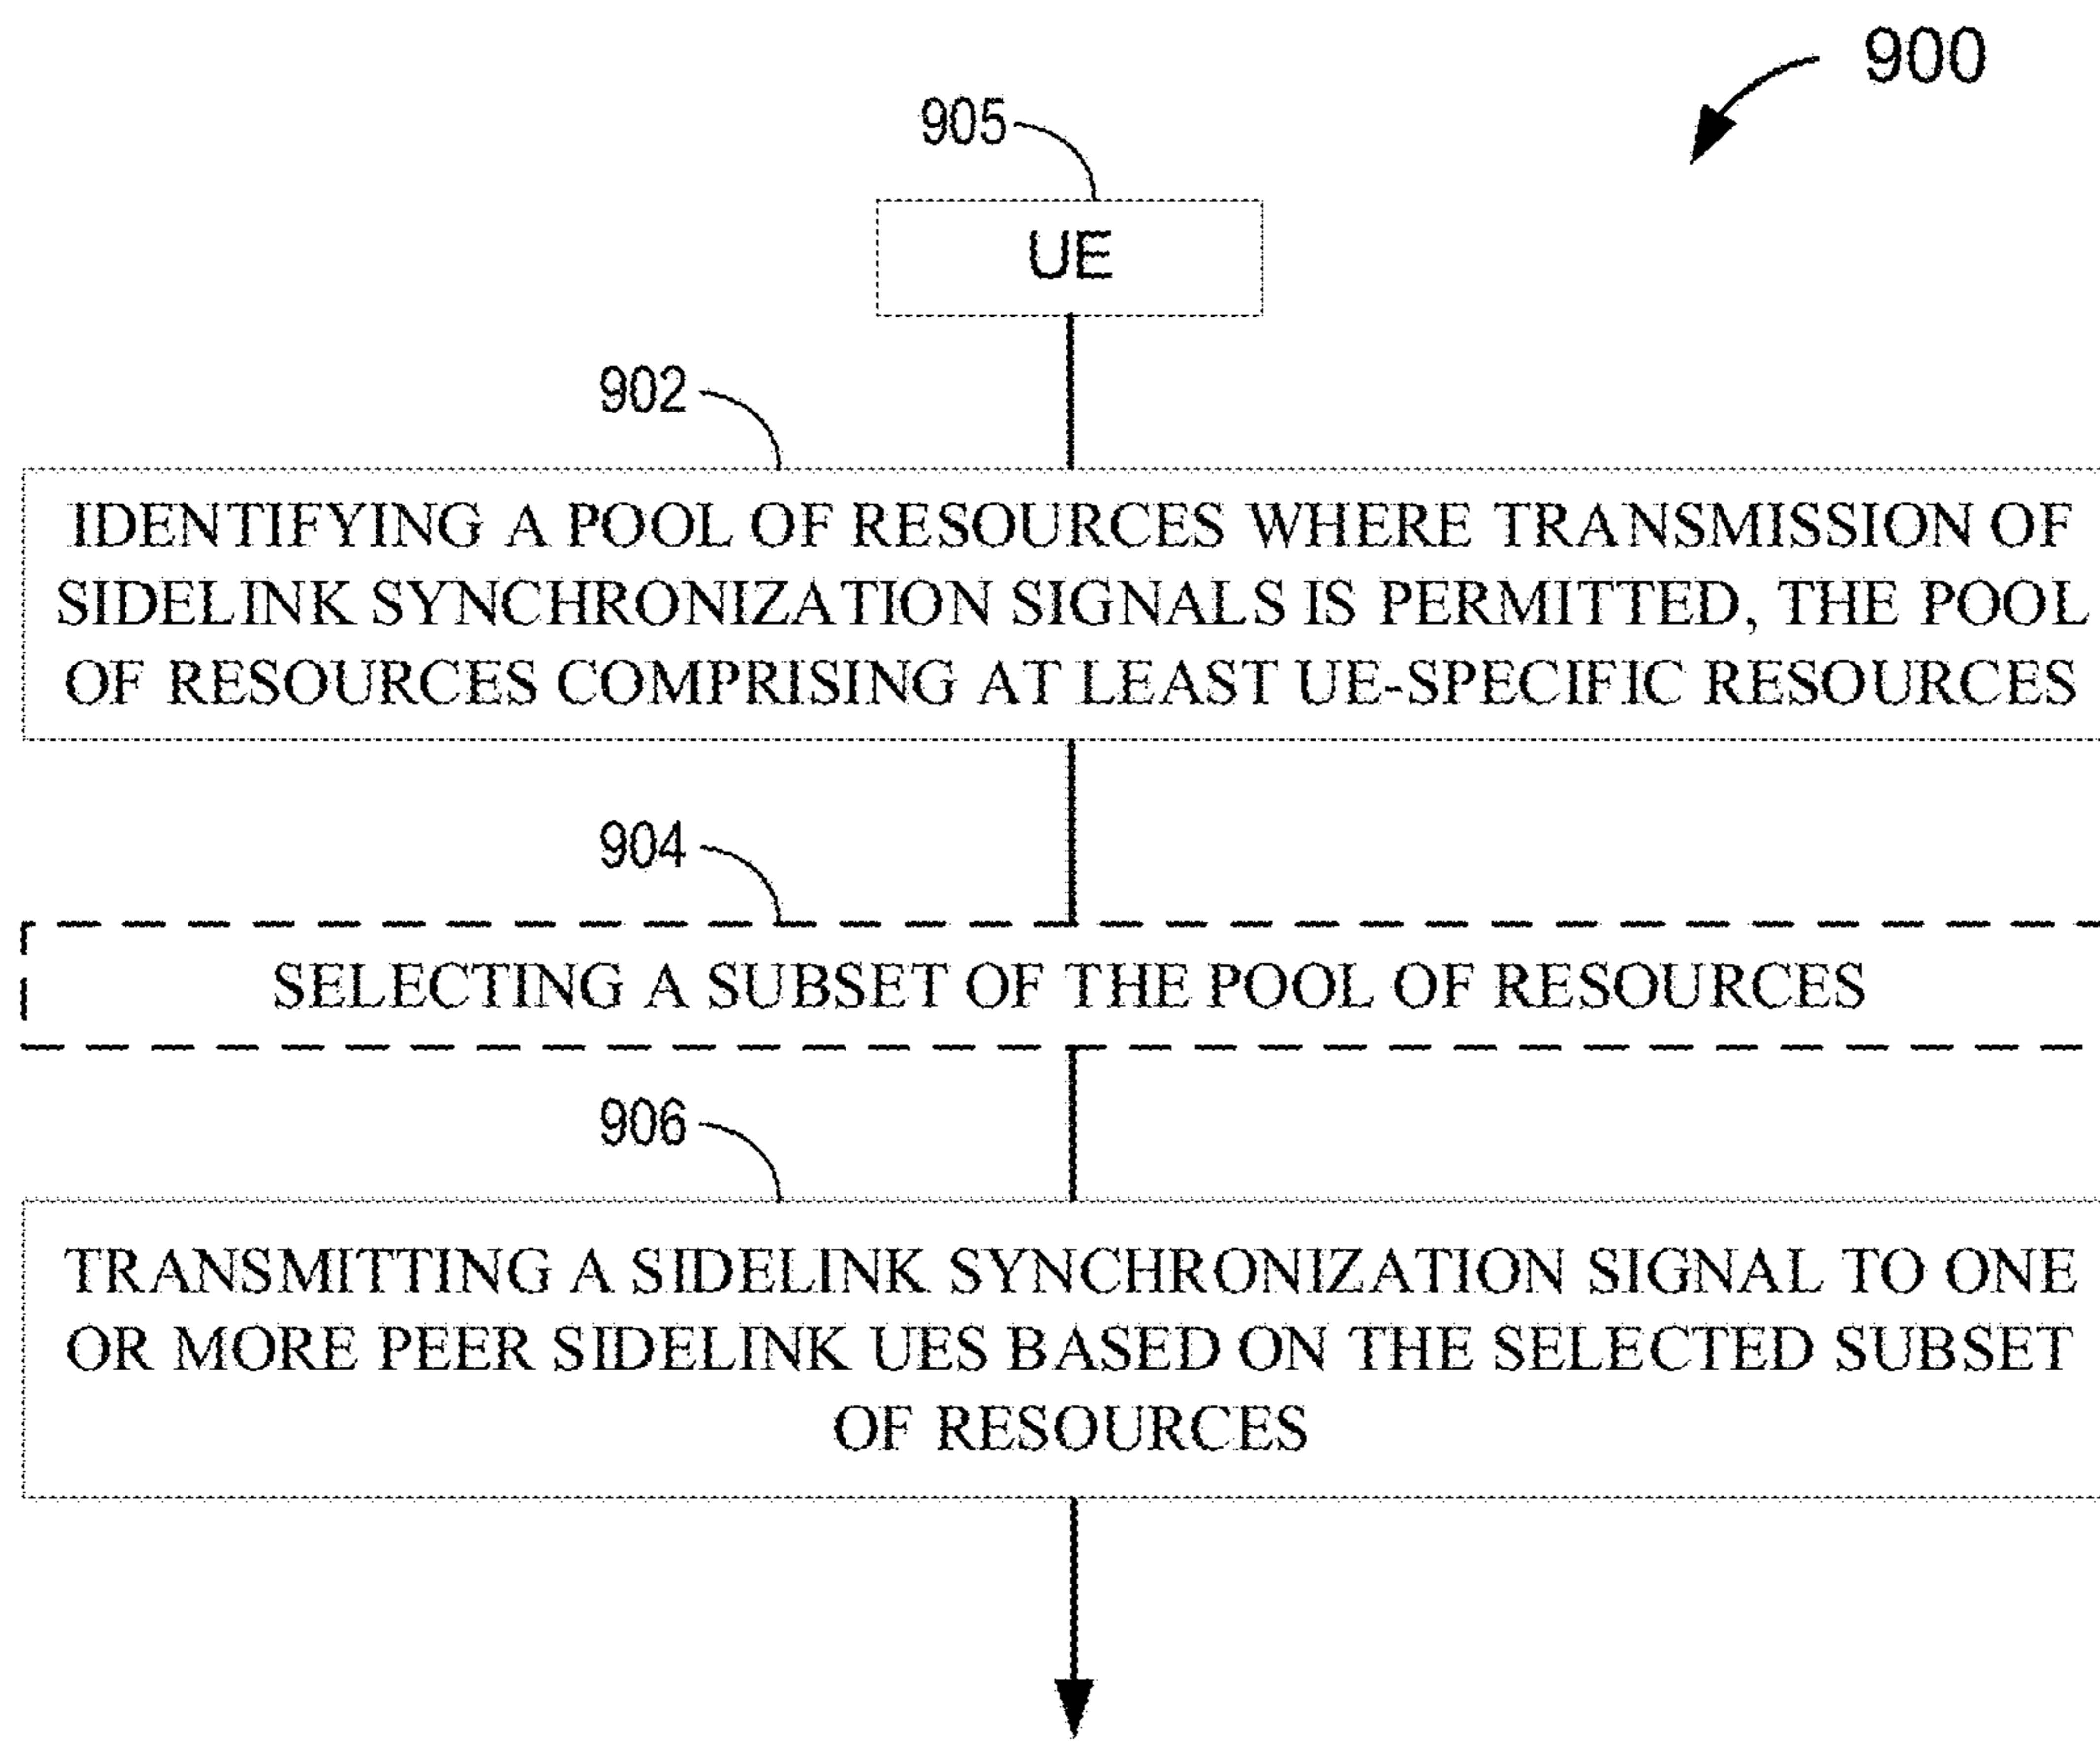 900
905
UE
902
IDENTIFYING A POOL OF RESOURCES WHERE TRANSMISSION OF
SIDELINK SYNCHRONIZATION SIGNALS IS PERMITTED, THE POOL
OF RESOURCES COMPRISING AT LEAST UE-SPECIFIC RESOURCES
904
SELECTING A SUBSET OF THE POOL OF RESOURCES
906
TRANSMITTING A SIDELINK SYNCHRONIZATION SIGNAL TO ONE
OR MORE PEER SIDELINK UES BASED ON THE SELECTED SUBSET
OF RESOURCES